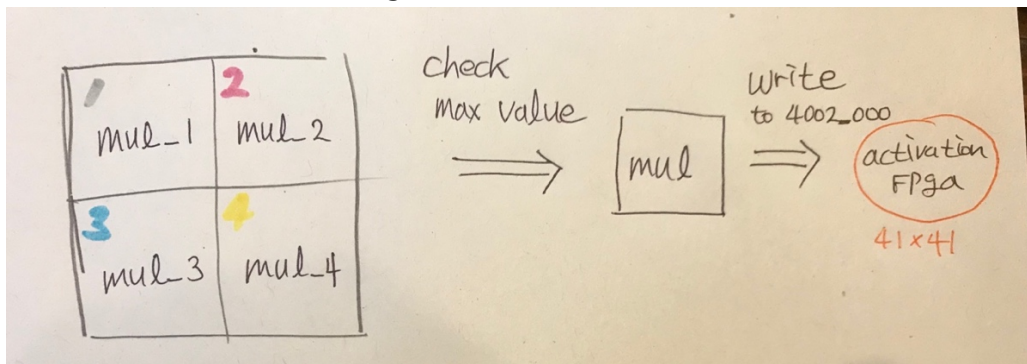 1
mul_1
2
mul_2
3
mul_3
4
mul_4
check
max value
mul
write
to 4002_000
activation
FPga
41x41